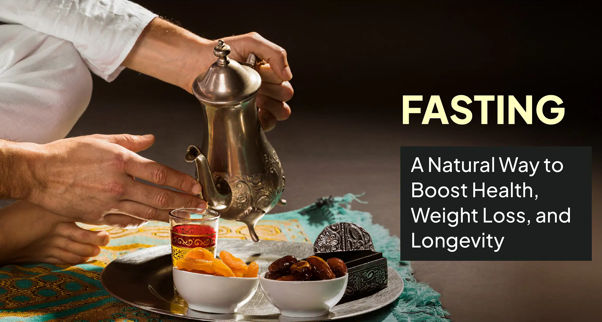 FASTING
A Natural Way to
Boost Health,
Weight Loss, and
Longevity